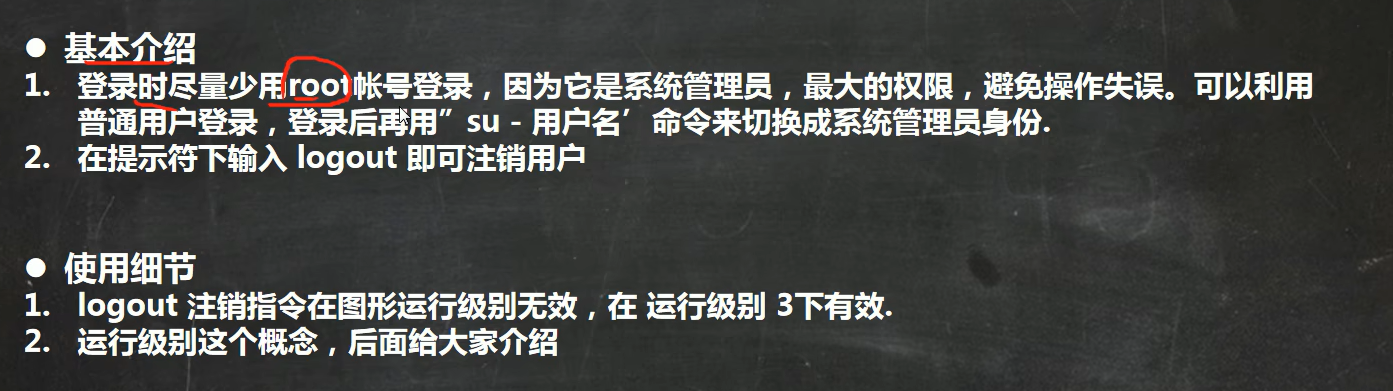 ● 基本介绍
1. 登录时尽量少用root帐号登录，因为它是系统管理员，最大的权限，避免操作失误。可以利用
普通用户登录，登录后再用”su - 用户名’命令来切换成系统管理员身份.
2. 在提示符下输入 logout 即可注销用户
● 使用细节
1. logout 注销指令在图形运行级别无效，在 运行级别 3下有效.
2. 运行级别这个概念，后面给大家介绍